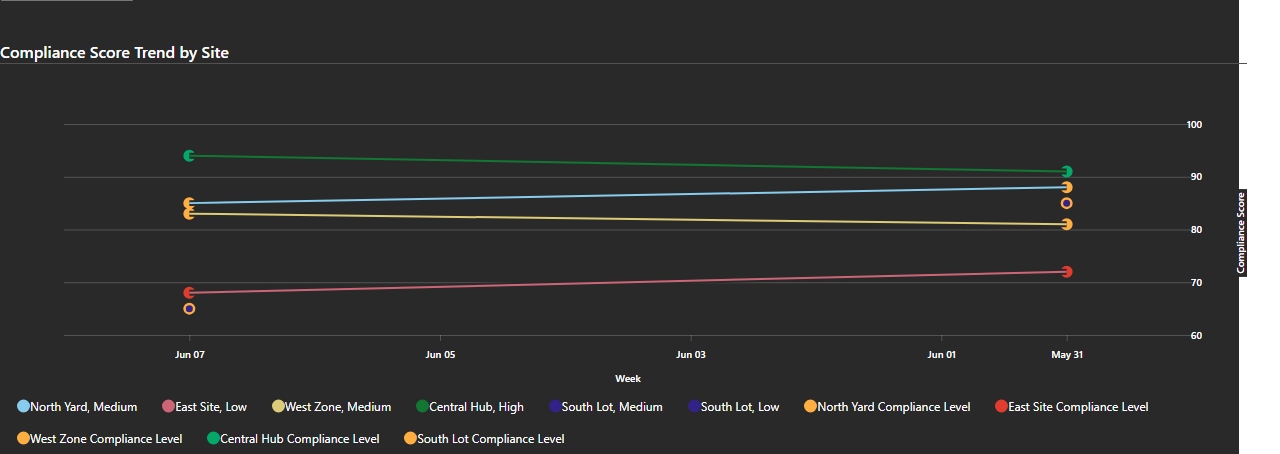 Compliance Score Trend by Site
100
90
80
70
60
Compliance Score
Jun 07 Jun 05 Jun 03 Jun 01 May 31
Week
North Yard, Medium East Site, Low West Zone, Medium Central Hub, High South Lot, Medium South Lot, Low North Yard Compliance Level East Site Compliance Level
West Zone Compliance Level Central Hub Compliance Level South Lot Compliance Level